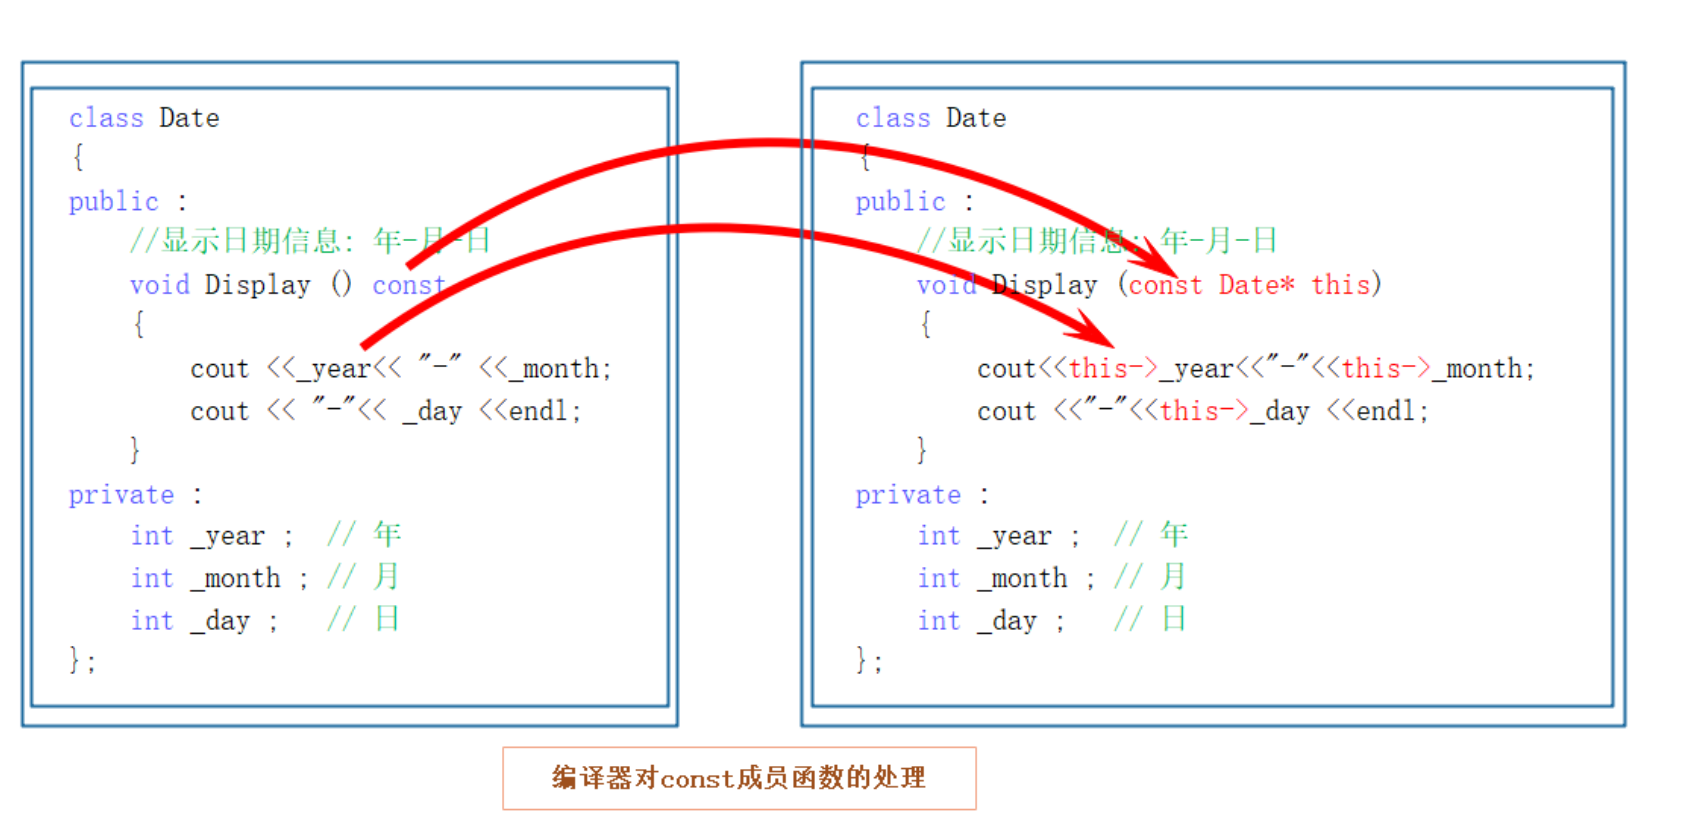 class Date
{
public :
//显示日期信息: 年-月-日
void Display () const
{
cout <<_year<< "-" <<_month;
cout << "-"<< _day <<endl;
}
private :
int _year ; // 年
int _month ; // 月
int _day ; // 日
};
class Date
{
public :
//显示日期信息: 年-月-日
void Display (const Date* this)
{
cout<<this->_year<<"-"<<this->_month;
cout <<"-"<<this->_day <<endl;
}
private :
int _year ; // 年
int _month ; // 月
int _day ; // 日
};
编译器对const成员函数的处理